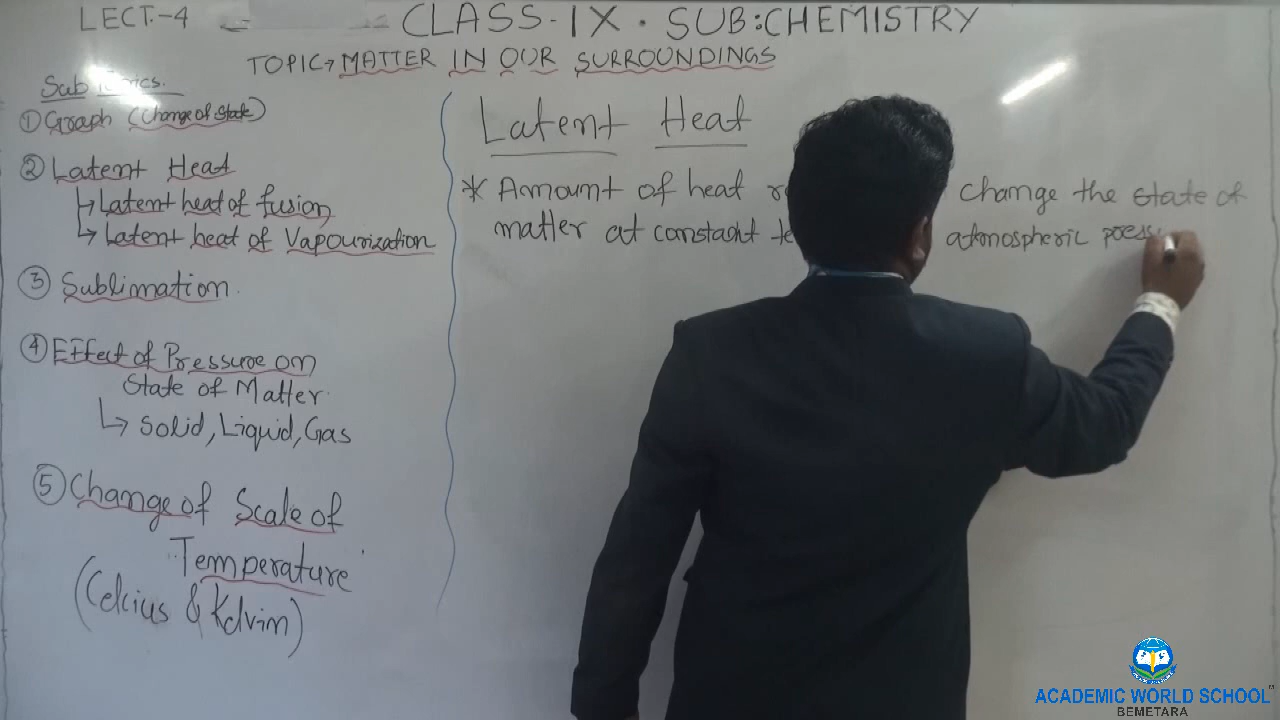 LECT:-4
CLASS-IX . SUB:CHEMISTRY
TOPIC→ MATTER IN OUR SURROUNDINGS
Sub
① Graph (Change of State)
② Latent Heat
↳ Latent heat of fusion
↳ Latent heat of Vapourization
③ Sublimation.
④ Effect of Pressure on
State of Matter.
↳ Solid, Liquid, Gas
⑤ Change of Scale of
Temperature
(Celcius & Kelvin)
Latent Heat
* Amount of heat change the state of
matter at constant atmospheric press
ACADEMIC WORLD SCHOOL
BEMETARA